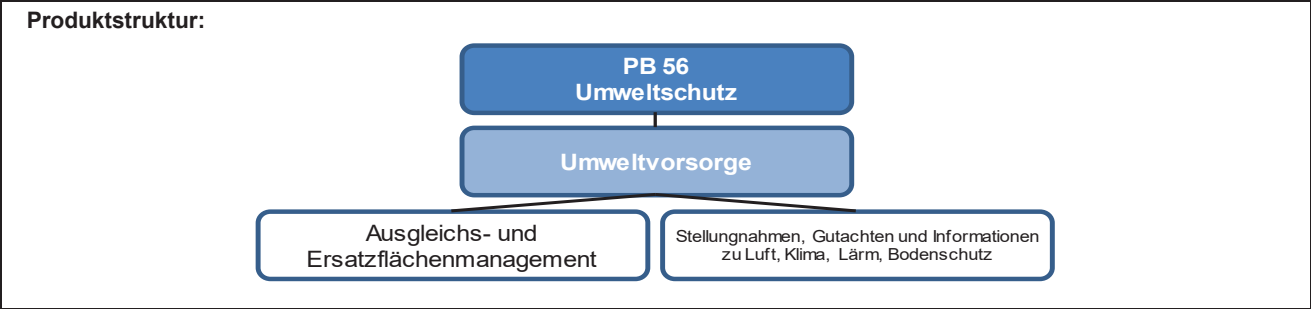 Produktstruktur:
PB 56
Umweltschutz
Umweltvorsorge
Ausgleichs- und
Ersatzflächenmanagement
Stellungnahmen, Gutachten und Informationen
zu Luft, Klima, Lärm, Bodenschutz